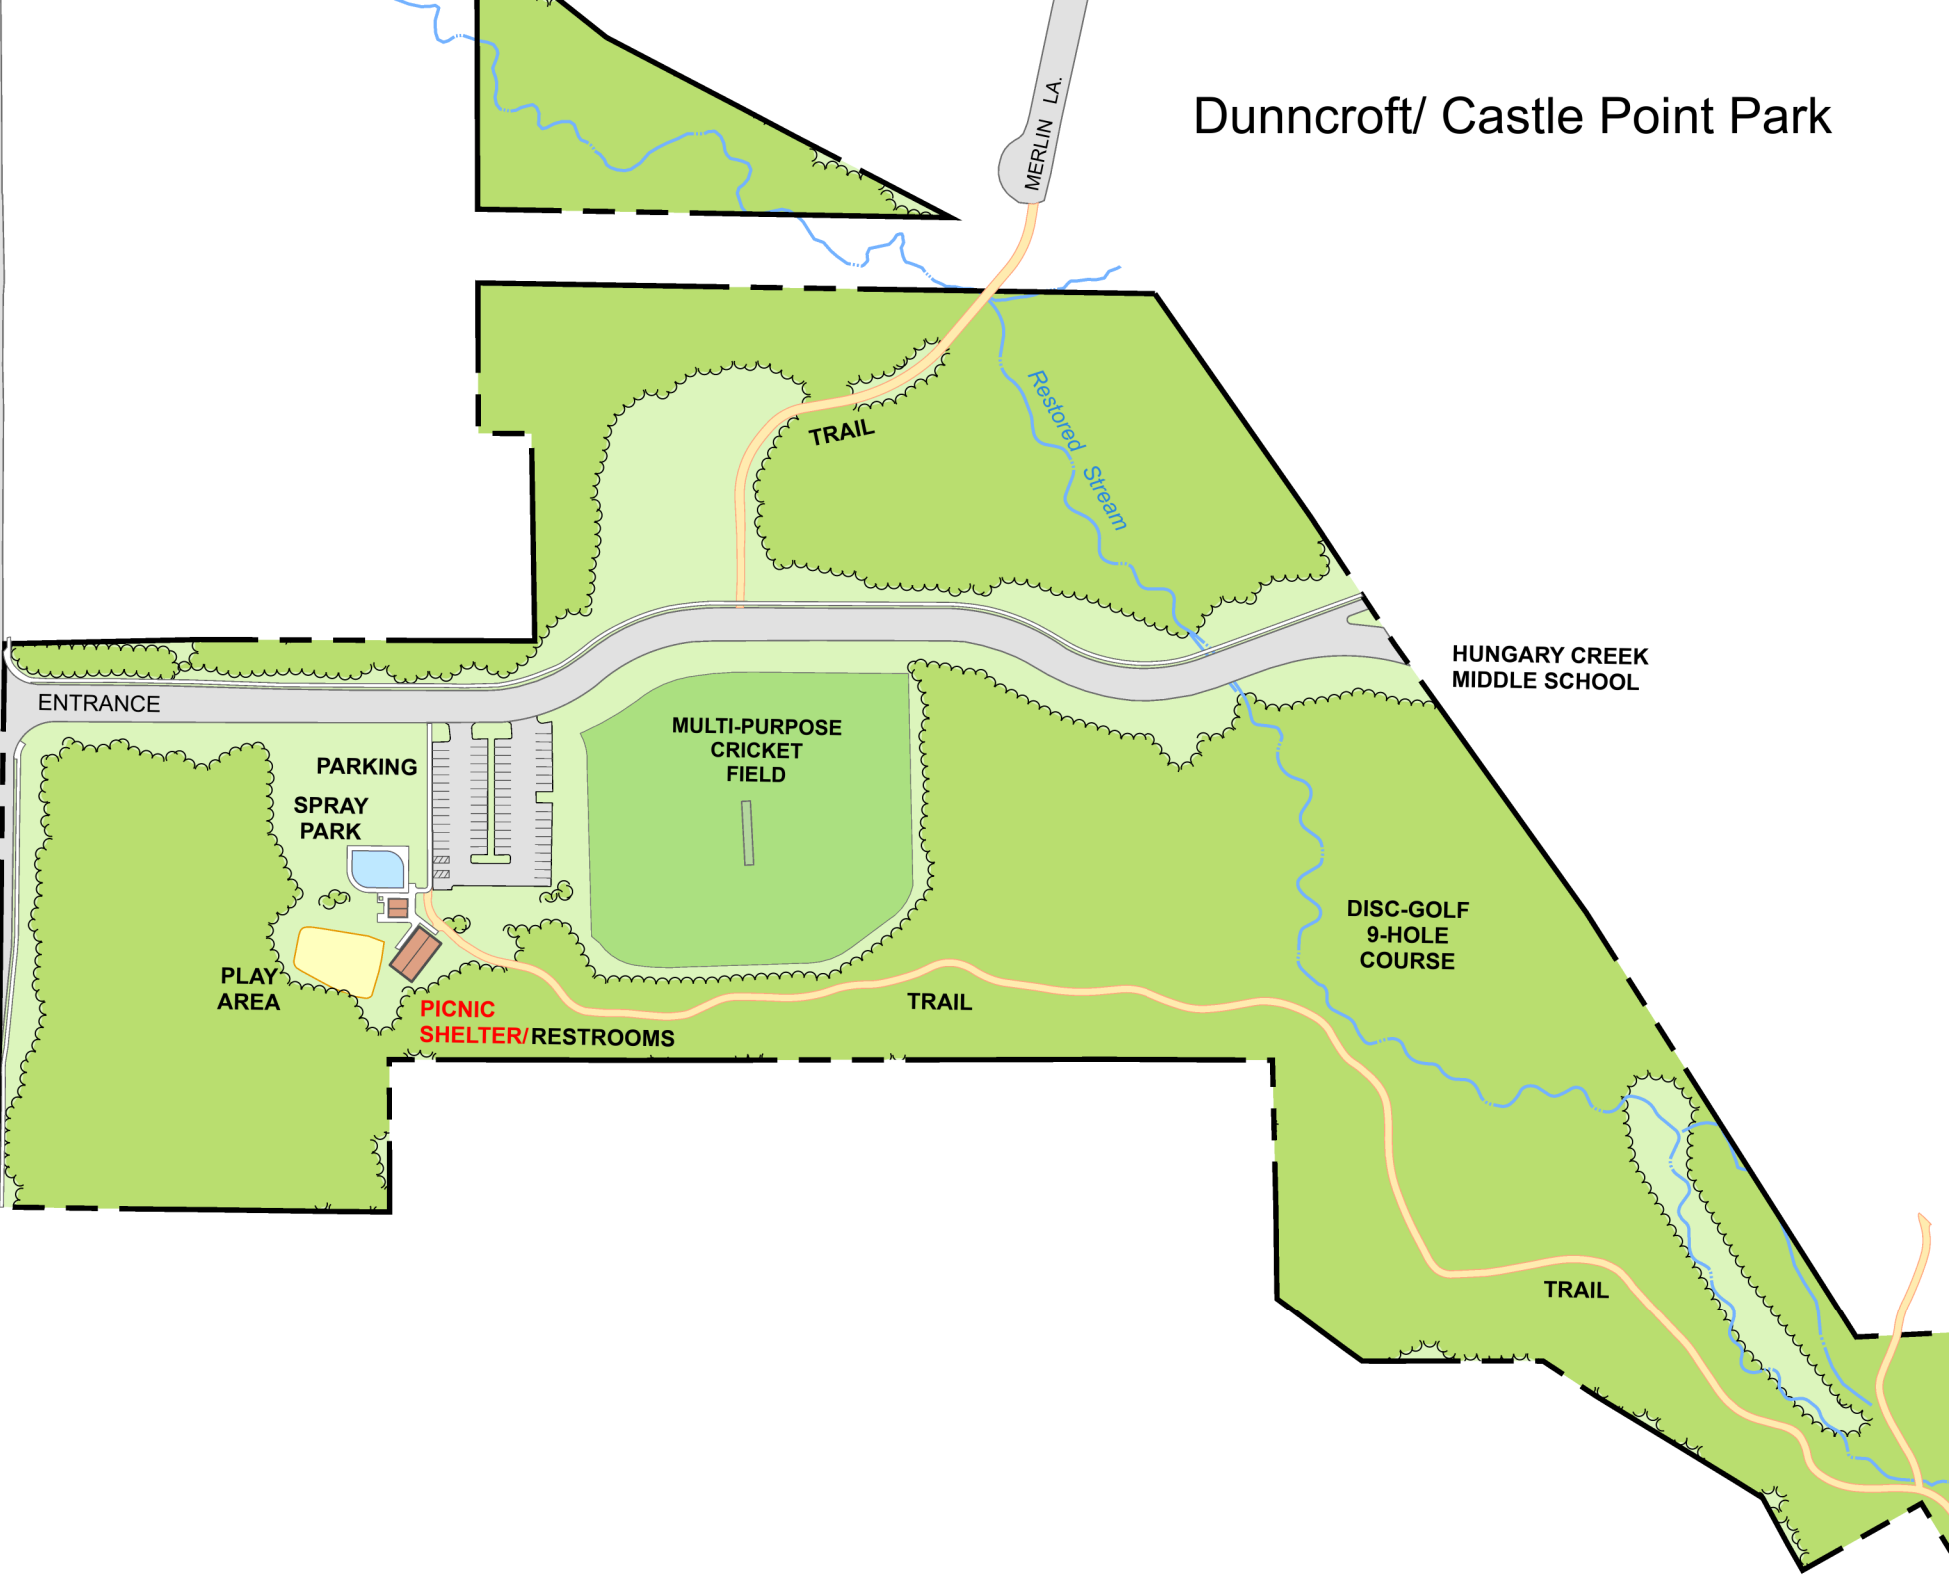 Dunncroft/ Castle Point Park
MERLIN LA.
TRAIL
Restored Stream
HUNGARY CREEK
MIDDLE SCHOOL
ENTRANCE
MULTI-PURPOSE
CRICKET
FIELD
PARKING
SPRAY
PARK
DISC-GOLF
9-HOLE
COURSE
PLAY
AREA
PICNIC
SHELTER/RESTROOMS
TRAIL
TRAIL